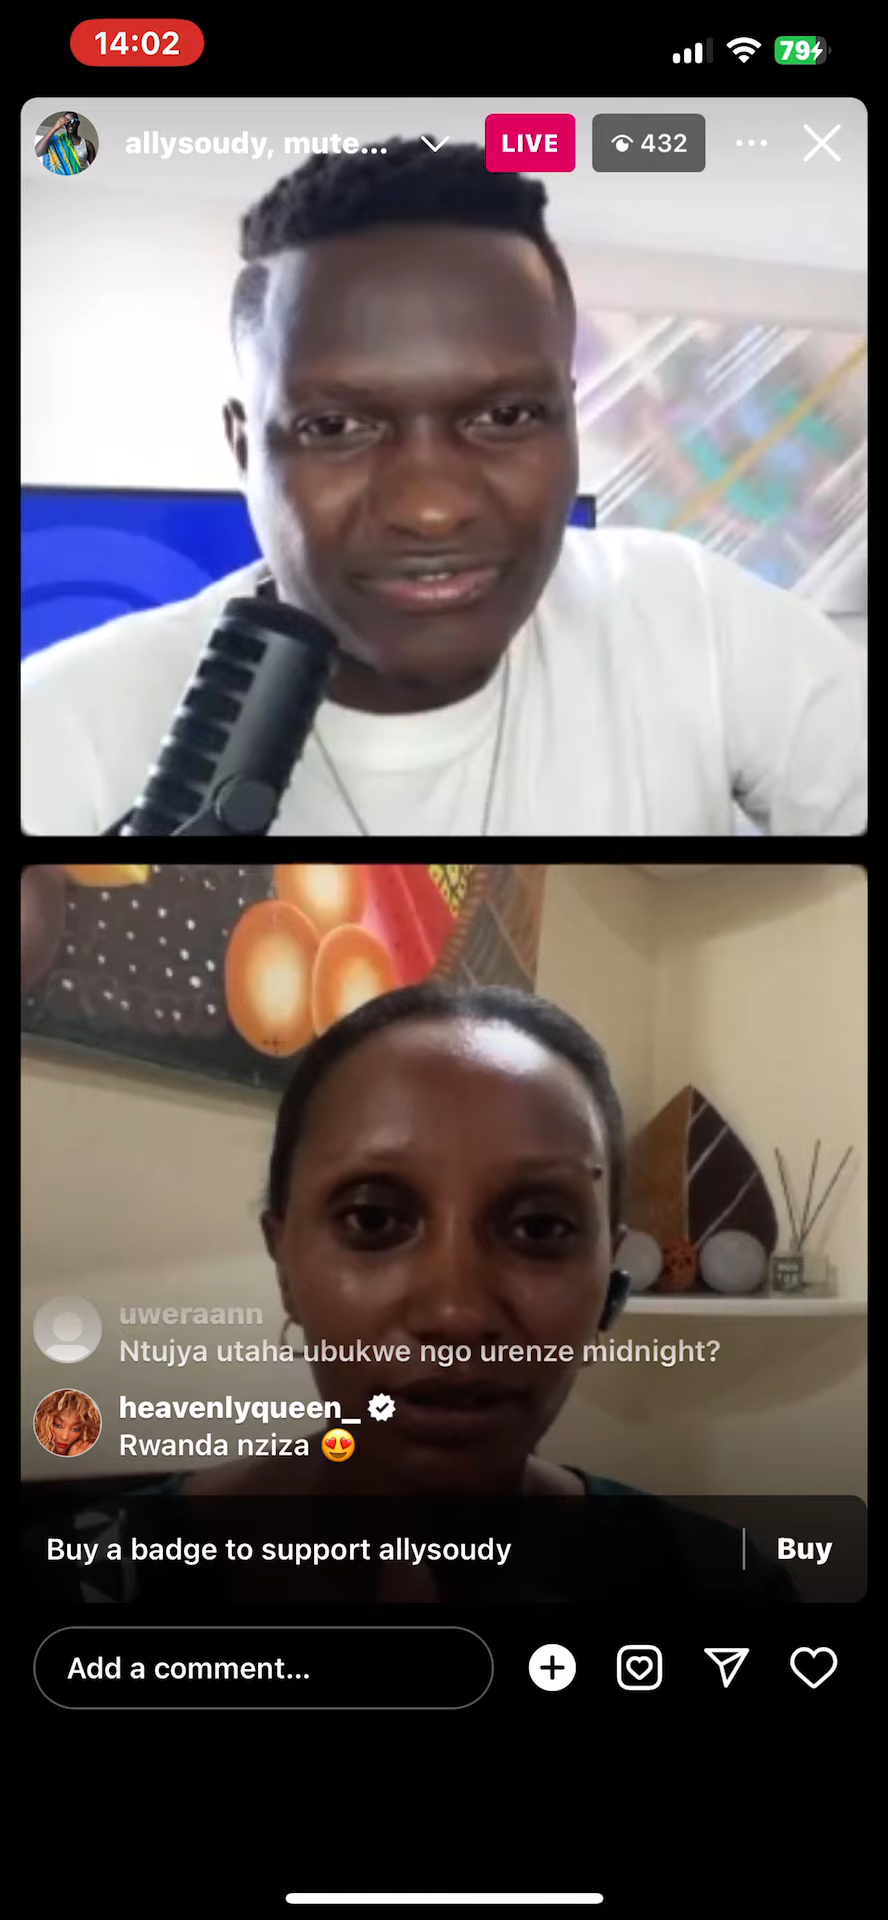 14:02
79
allysoudy, mute...
LIVE
432
uweraann
Ntujya utaha ubukwe ngo urenze midnight?
heavenlyqueen_
Rwanda nziza 😍
Buy a badge to support allysoudy
Buy
Add a comment...